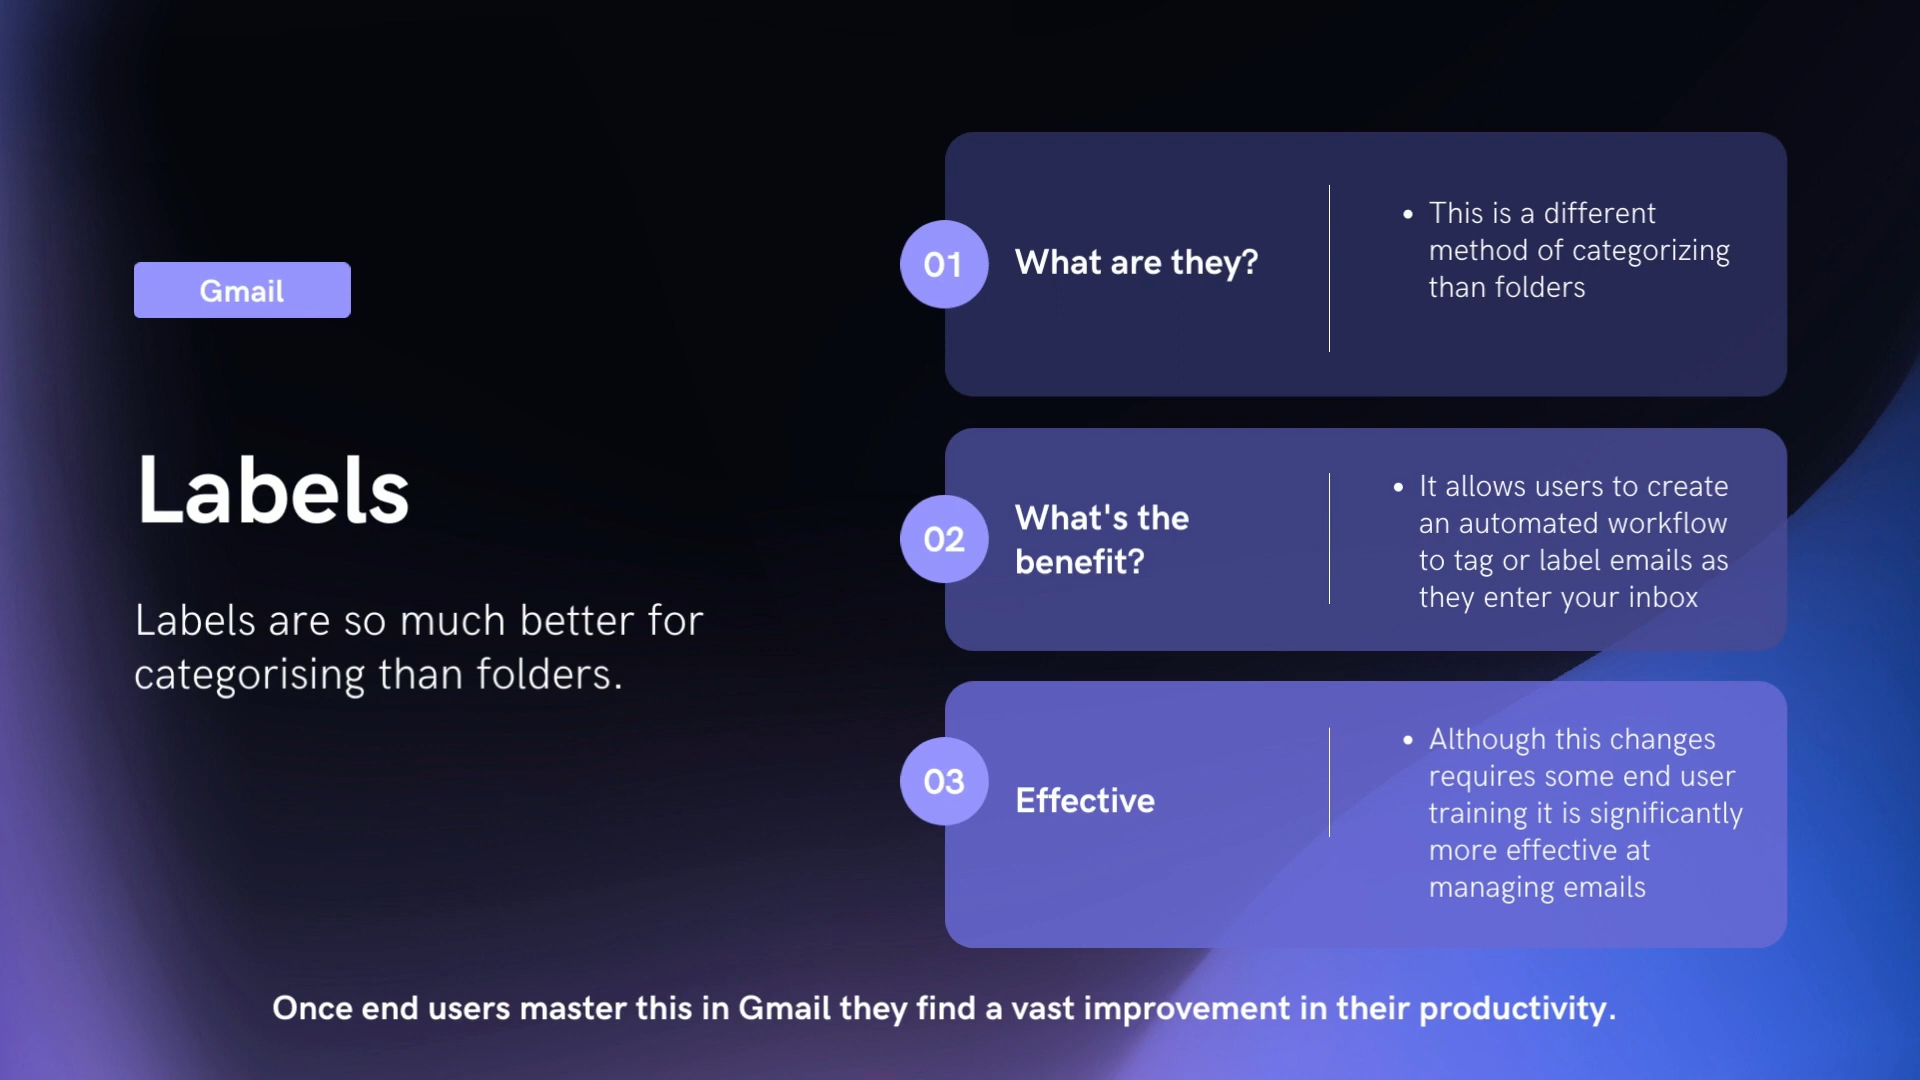 Gmail
Labels
Labels are so much better for
categorising than folders.
01
What are they?
• This is a different
method of categorizing
than folders
02
What's the
benefit?
• It allows users to create
an automated workflow
to tag or label emails as
they enter your inbox
03
Effective
• Although this changes
requires some end user
training it is significantly
more effective at
managing emails
Once end users master this in Gmail they find a vast improvement in their productivity.